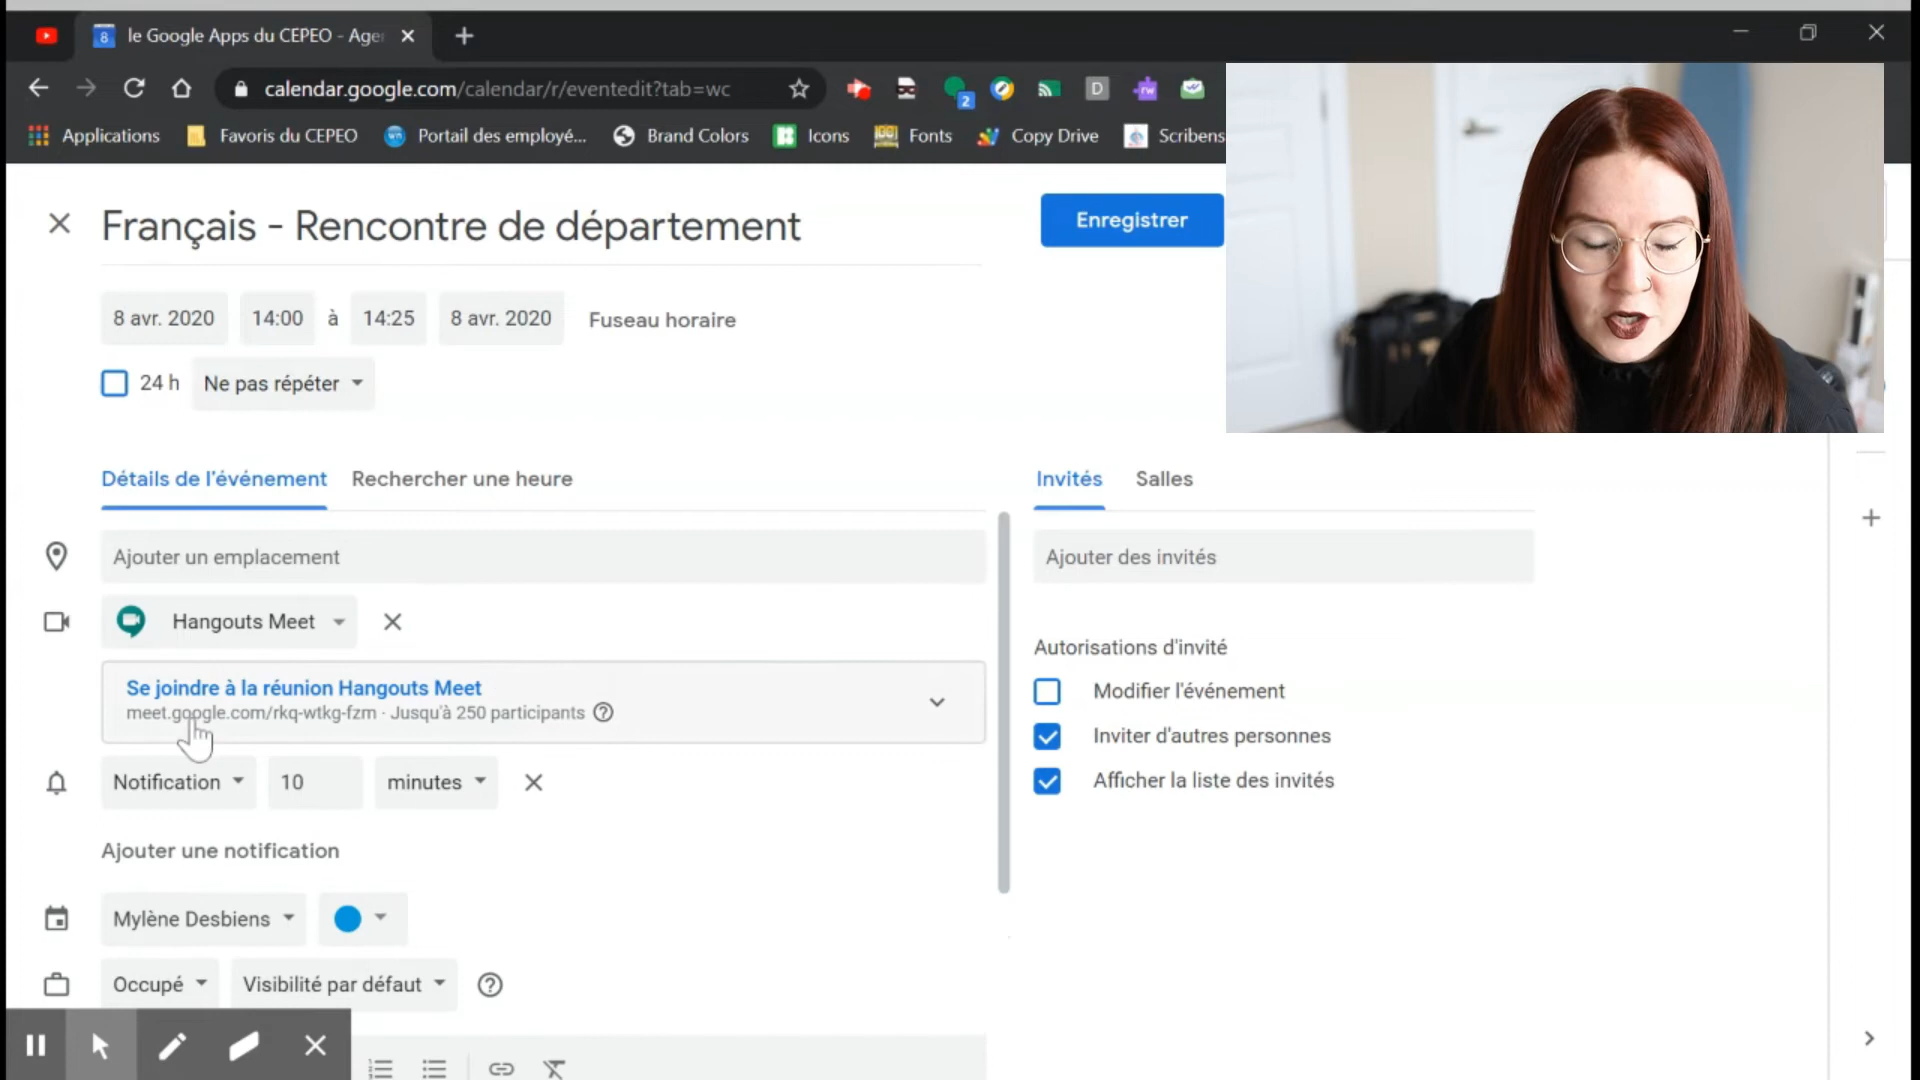 le Google Apps du CEPEO - Age
calendar.google.com/calendar/r/eventedit?tab=wc
2
D
rw
Applications
Favoris du CEPEO
Portail des employé...
Brand Colors
Icons
Fonts
Copy Drive
Scribens
Français - Rencontre de département
Enregistrer
8 avr. 2020 14:00 à 14:25 8 avr. 2020 Fuseau horaire
24 h Ne pas répéter
Détails de l'événement Rechercher une heure
Invités Salles
Ajouter un emplacement
Ajouter des invités
Hangouts Meet
Se joindre à la réunion Hangouts Meet
meet.google.com/rkq-wtkg-fzm · Jusqu'à 250 participants
Autorisations d'invité
Modifier l'événement
Inviter d'autres personnes
Afficher la liste des invités
Notification 10 minutes
Ajouter une notification
Mylène Desbiens
Occupé Visibilité par défaut